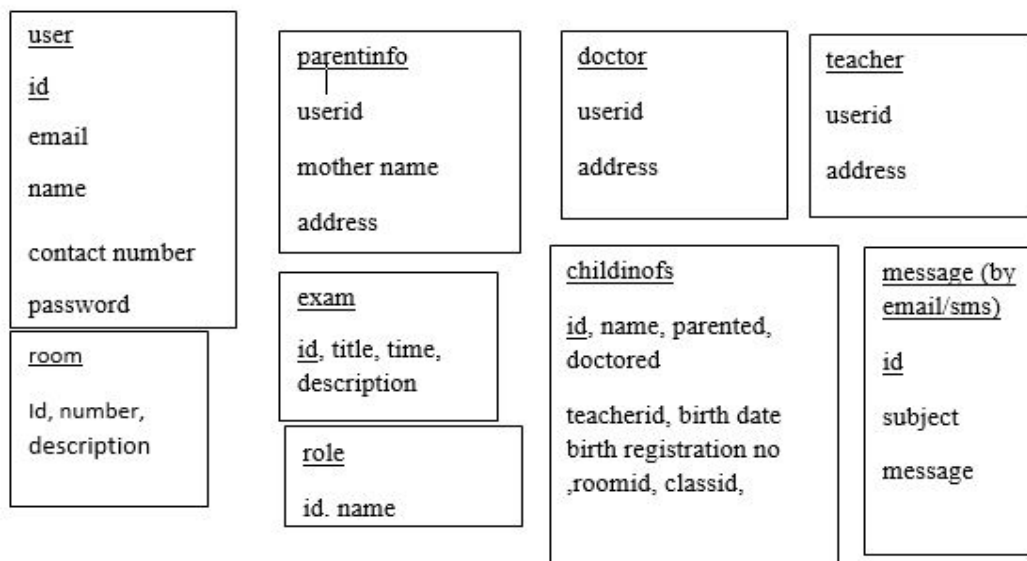 user
id
email
name
contact number
password
parentinfo
userid
mother name
address
doctor
userid
address
teacher
userid
address
room
Id, number,
description
exam
id, title, time,
description
role
id. name
childinofs
id, name, parented,
doctored
teacherid, birth date
birth registration no
,roomid, classid,
message (by
email/sms)
id
subject
message